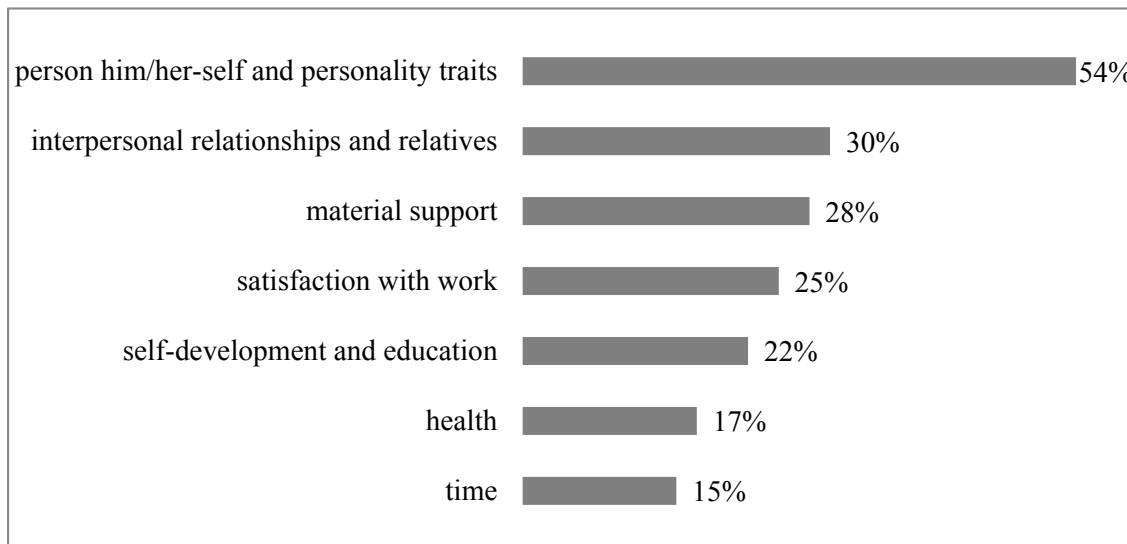 person him/her-self and personality traits 54%
interpersonal relationships and relatives 30%
material support 28%
satisfaction with work 25%
self-development and education 22%
health 17%
time 15%